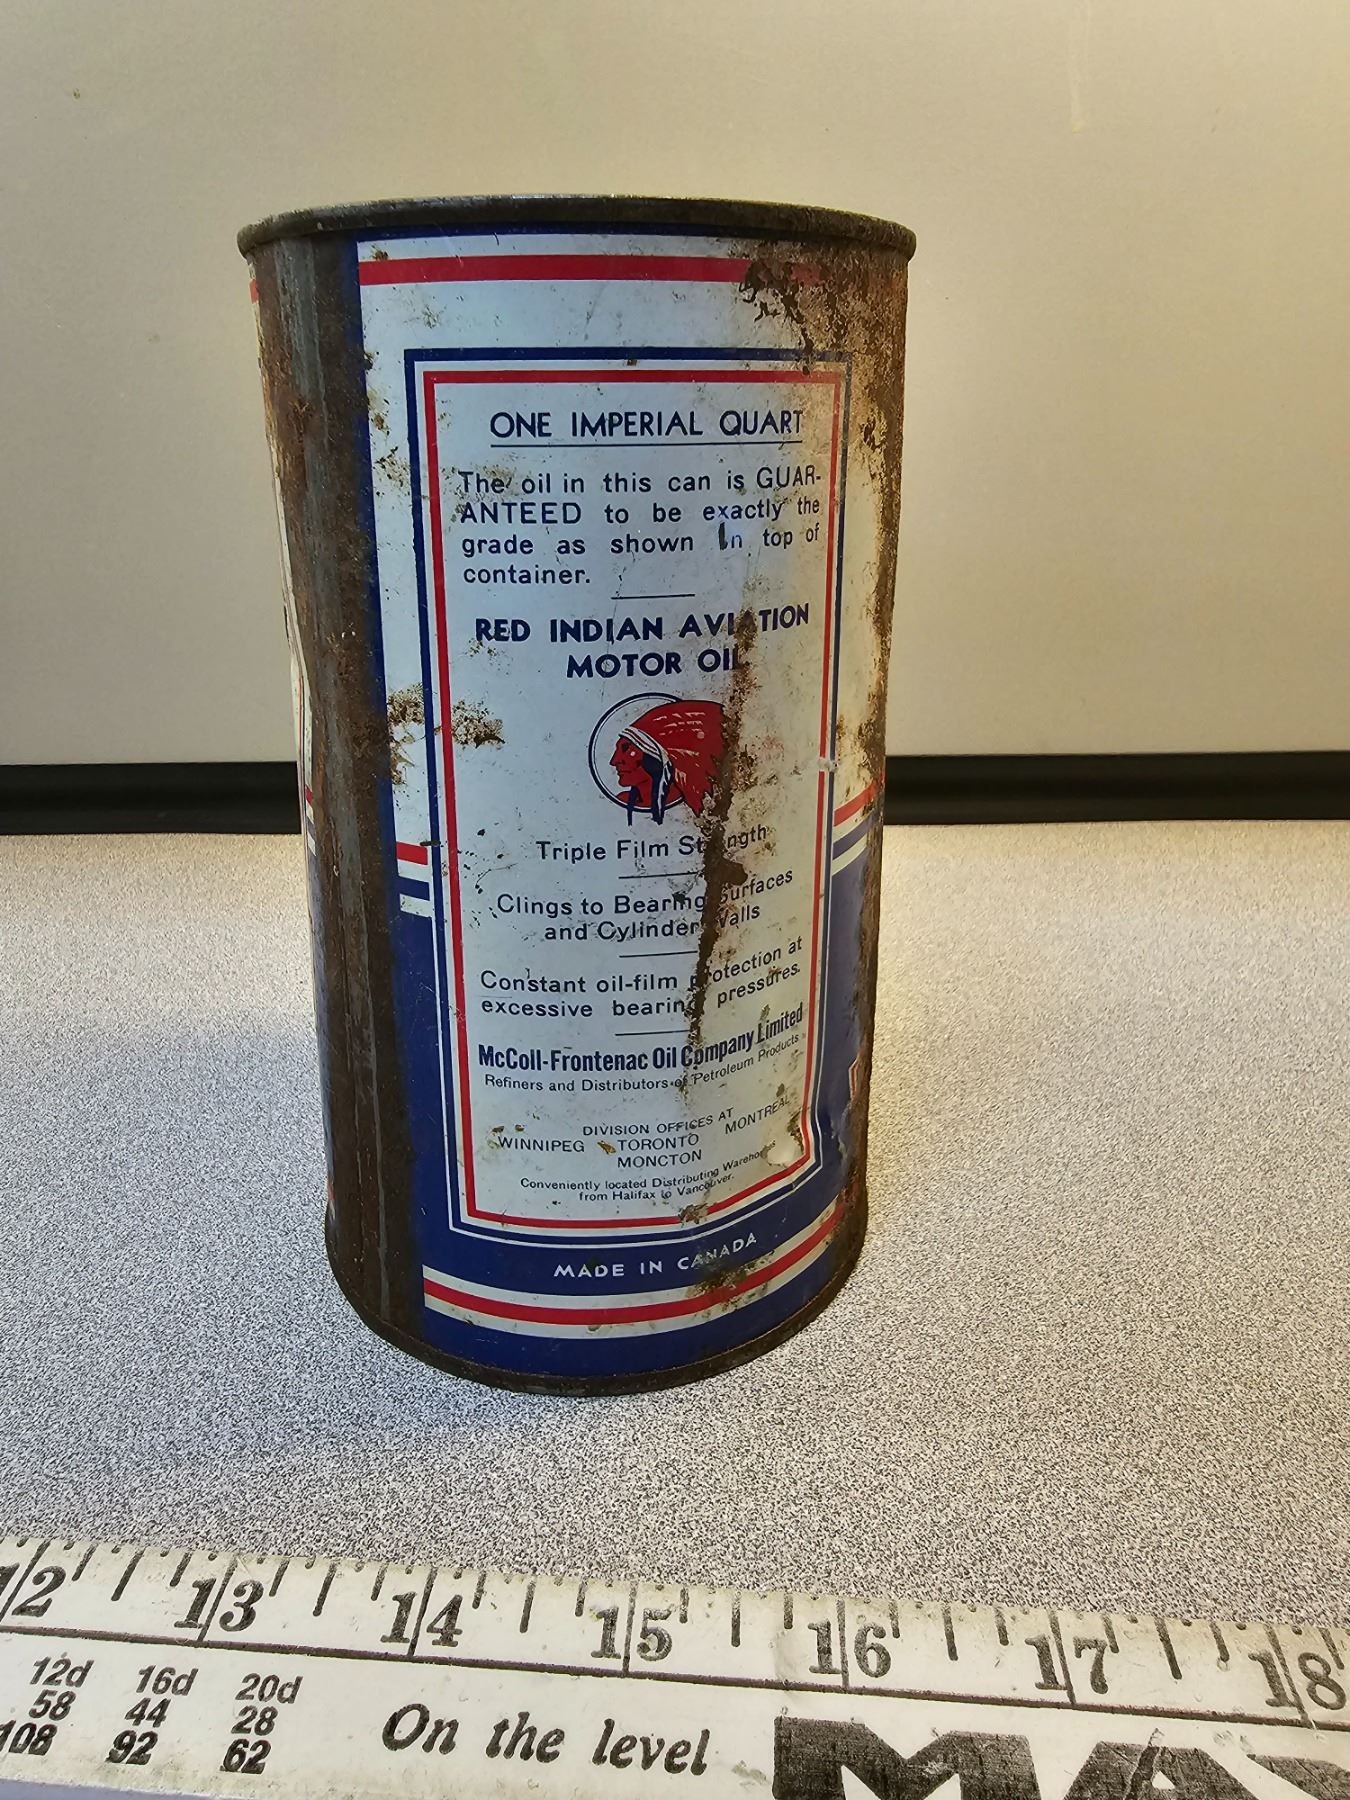 ONE IMPERIAL QUART
The oil in this can is GUAR-
ANTEED to be exactly the
grade as shown in top of
container.
RED INDIAN AVIATION
MOTOR OIL
Triple Film Strength
Clings to Bearing Surfaces
and Cylinder Walls
Constant oil-film protection at
excessive bearing pressures.
McColl-Frontenac Oil Company Limited
Refiners and Distributors of Petroleum Products
DIVISION OFFICES AT
WINNIPEG TORONTO MONTREAL
MONCTON
Conveniently located Distributing Warehouses
from Halifax to Vancouver.
MADE IN CANADA
12 13 14 15 16 17 18
12d 16d 20d
58 44 28
108 92 62
On the level